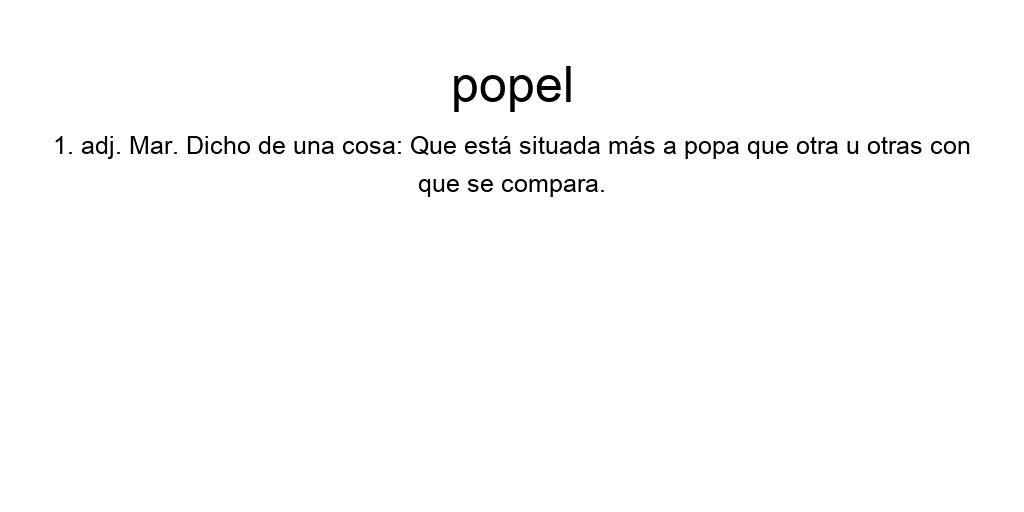 popel
1. adj. Mar. Dicho de una cosa: Que está situada más a popa que otra u otras con
que se compara.